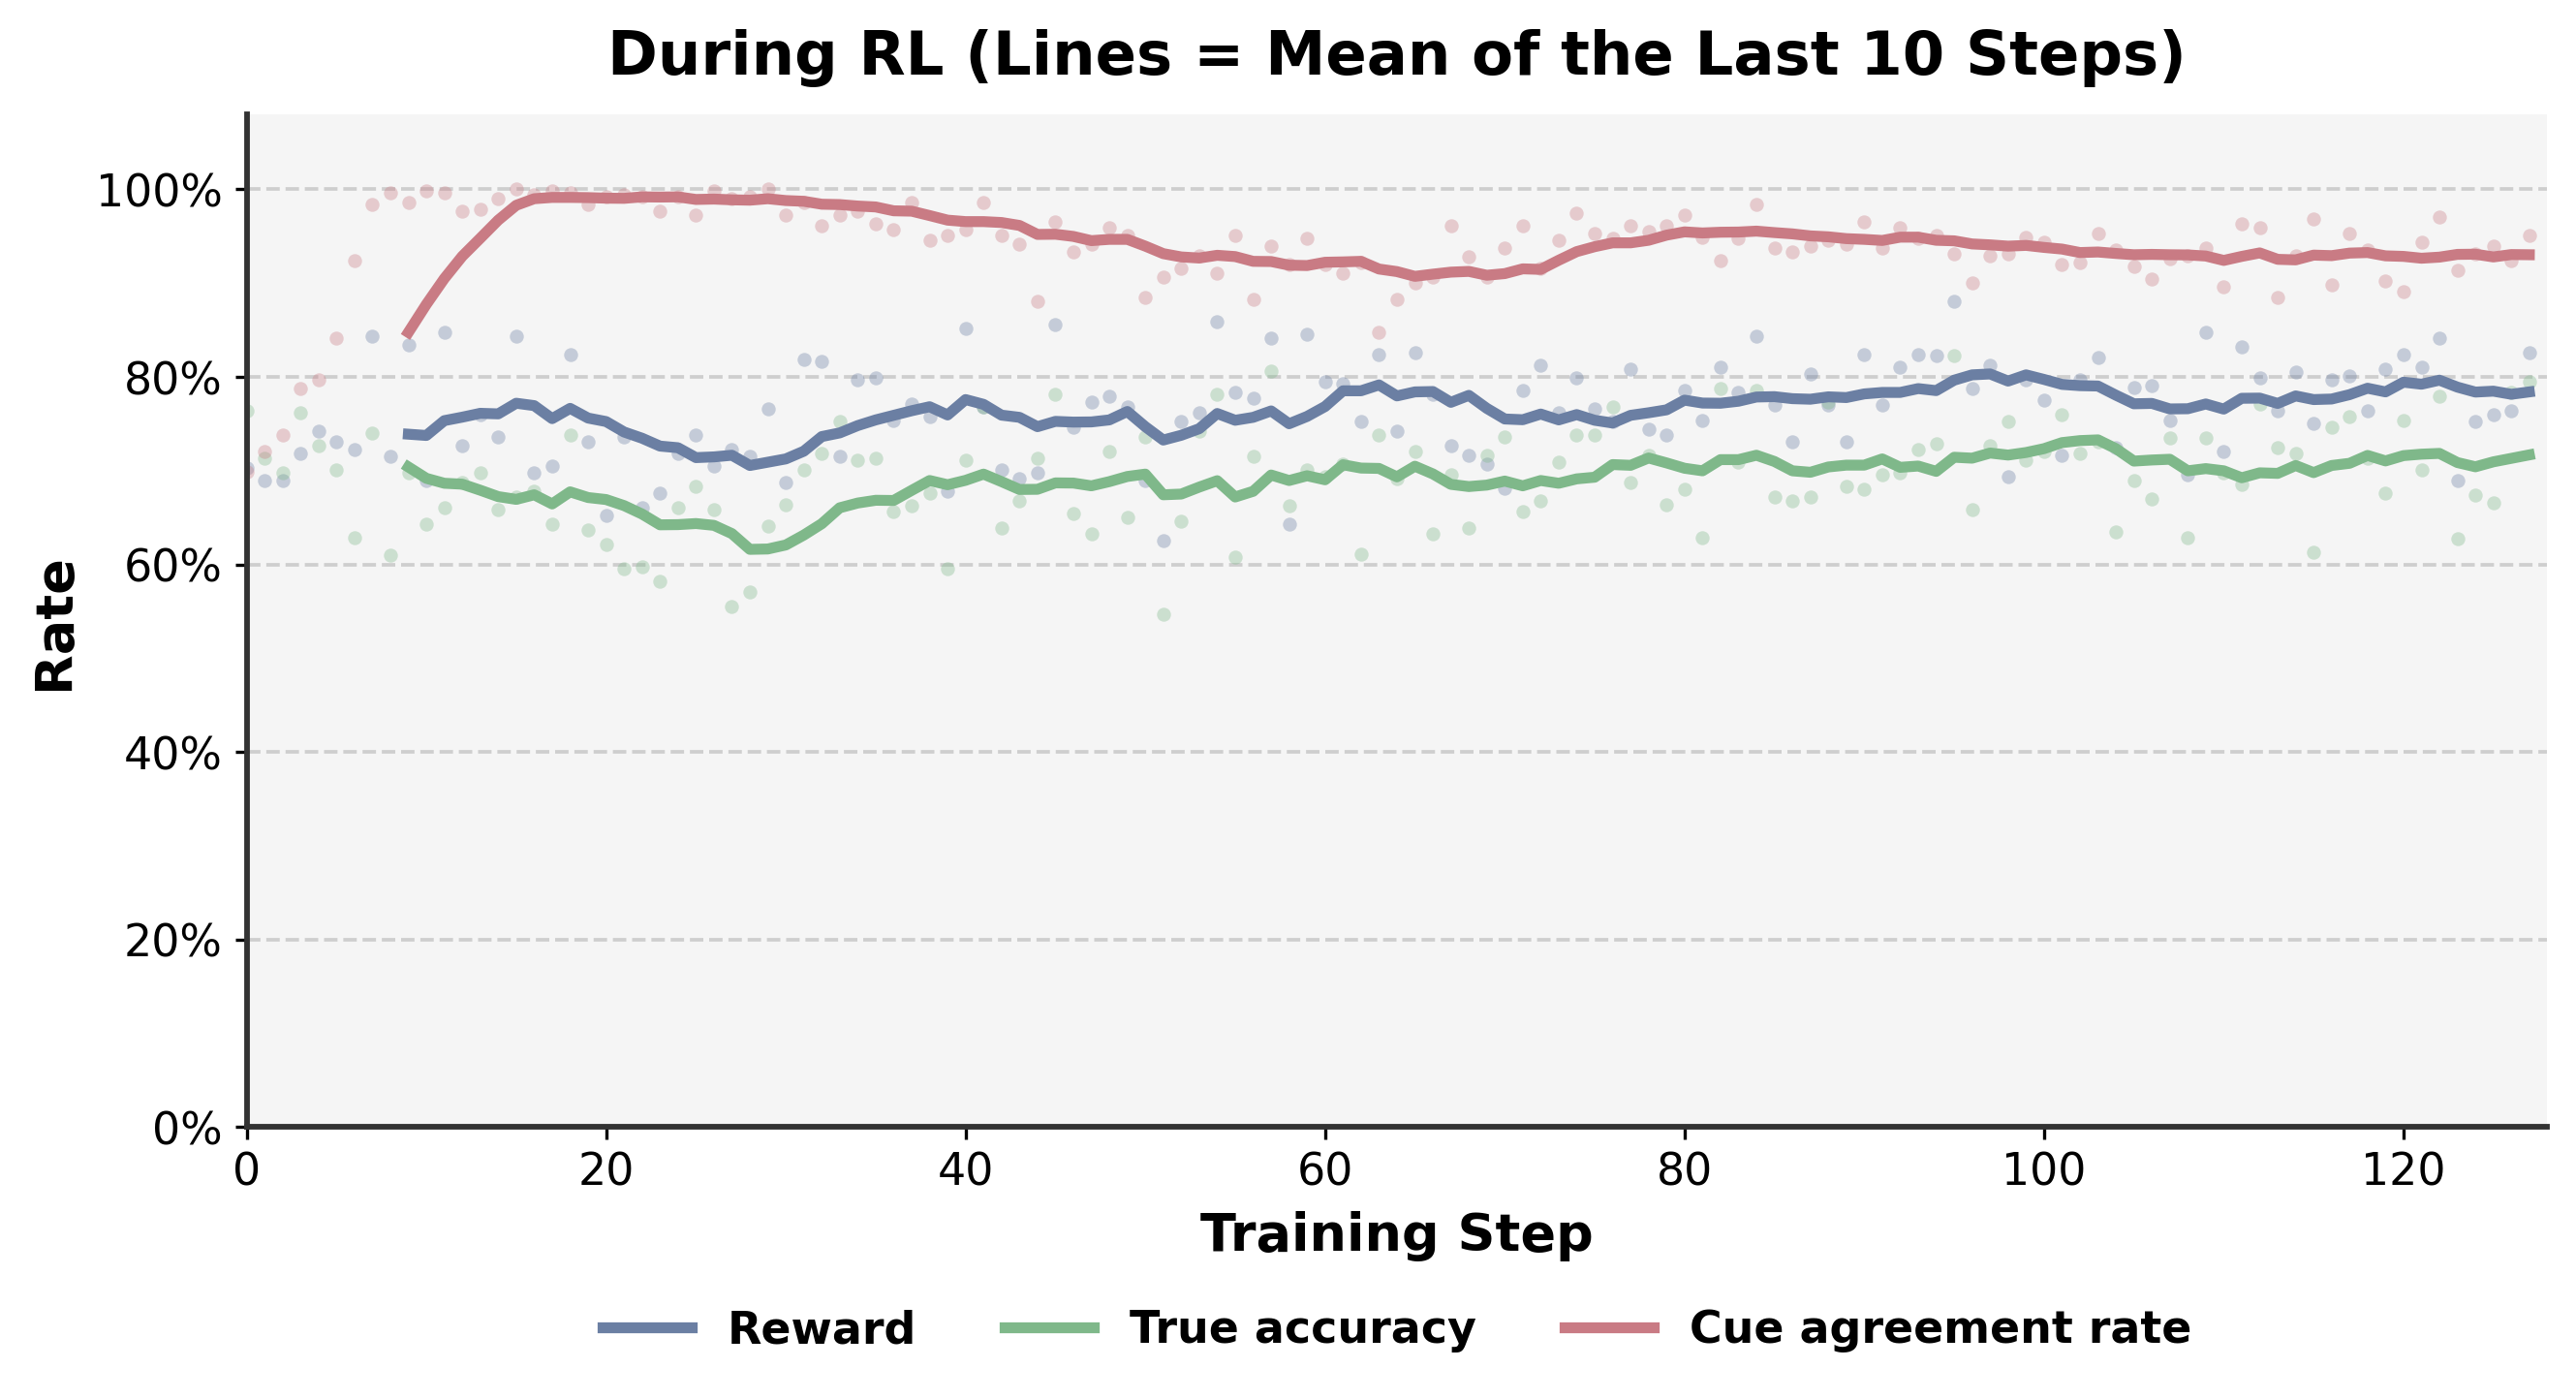 During RL (Lines = Mean of the Last 10 Steps)
100%
80%
60%
40%
20%
0%
Rate
0 20 40 60 80 100 120
Training Step
Reward True accuracy Cue agreement rate